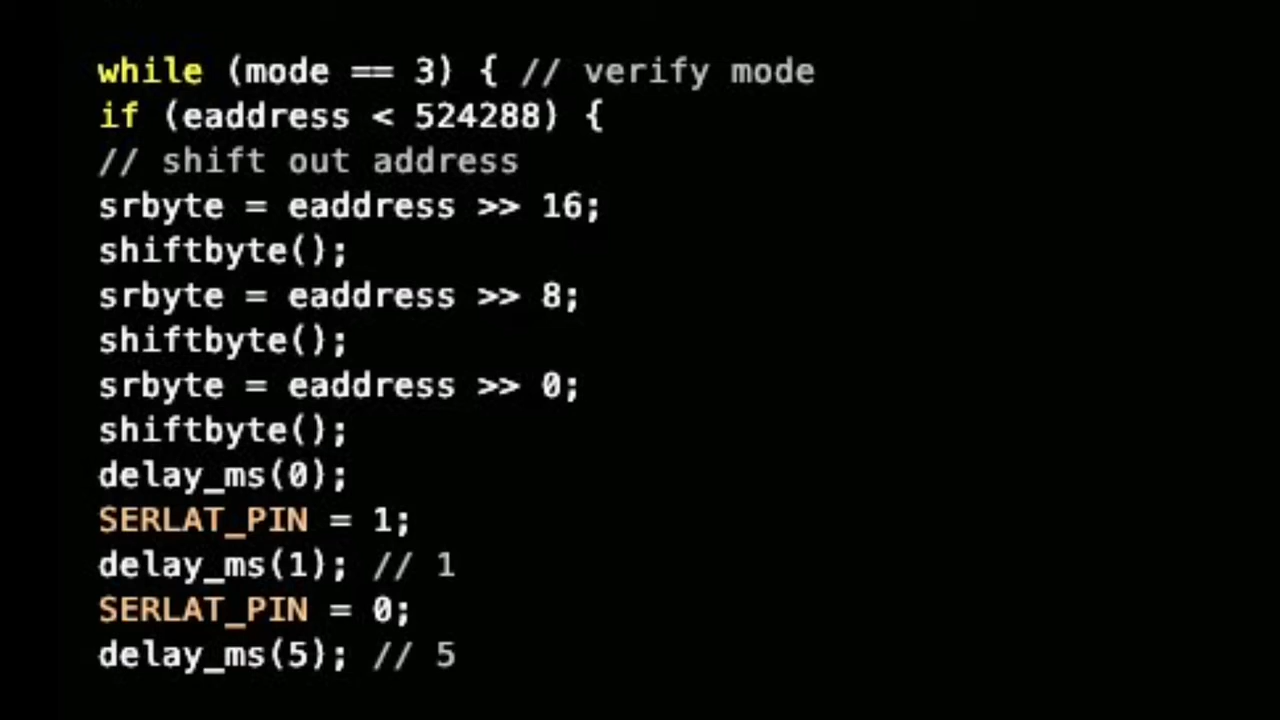 while (mode == 3) { // verify mode
if (eaddress < 524288) {
// shift out address
srbyte = eaddress >> 16;
shiftbyte();
srbyte = eaddress >> 8;
shiftbyte();
srbyte = eaddress >> 0;
shiftbyte();
delay_ms(0);
SERLAT_PIN = 1;
delay_ms(1); // 1
SERLAT_PIN = 0;
delay_ms(5); // 5